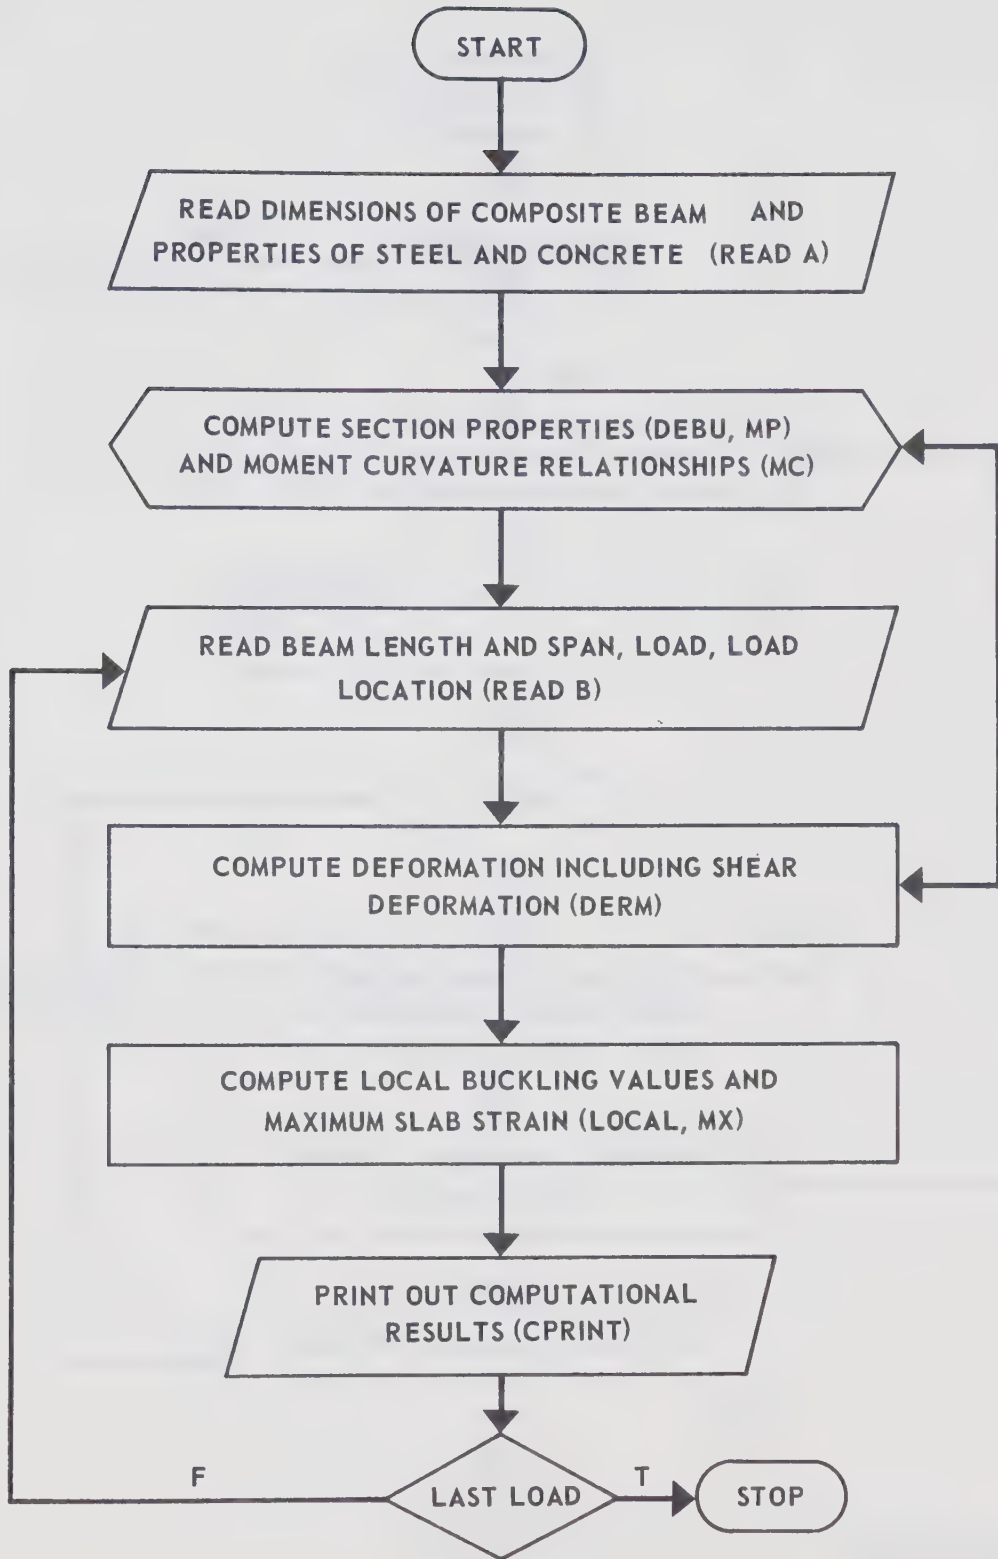 START
READ DIMENSIONS OF COMPOSITE BEAM AND
PROPERTIES OF STEEL AND CONCRETE (READ A)
COMPUTE SECTION PROPERTIES (DEBU, MP)
AND MOMENT CURVATURE RELATIONSHIPS (MC)
READ BEAM LENGTH AND SPAN, LOAD, LOAD
LOCATION (READ B)
COMPUTE DEFORMATION INCLUDING SHEAR
DEFORMATION (DERM)
COMPUTE LOCAL BUCKLING VALUES AND
MAXIMUM SLAB STRAIN (LOCAL, MX)
PRINT OUT COMPUTATIONAL
RESULTS (CPRINT)
F
LAST LOAD
T
STOP